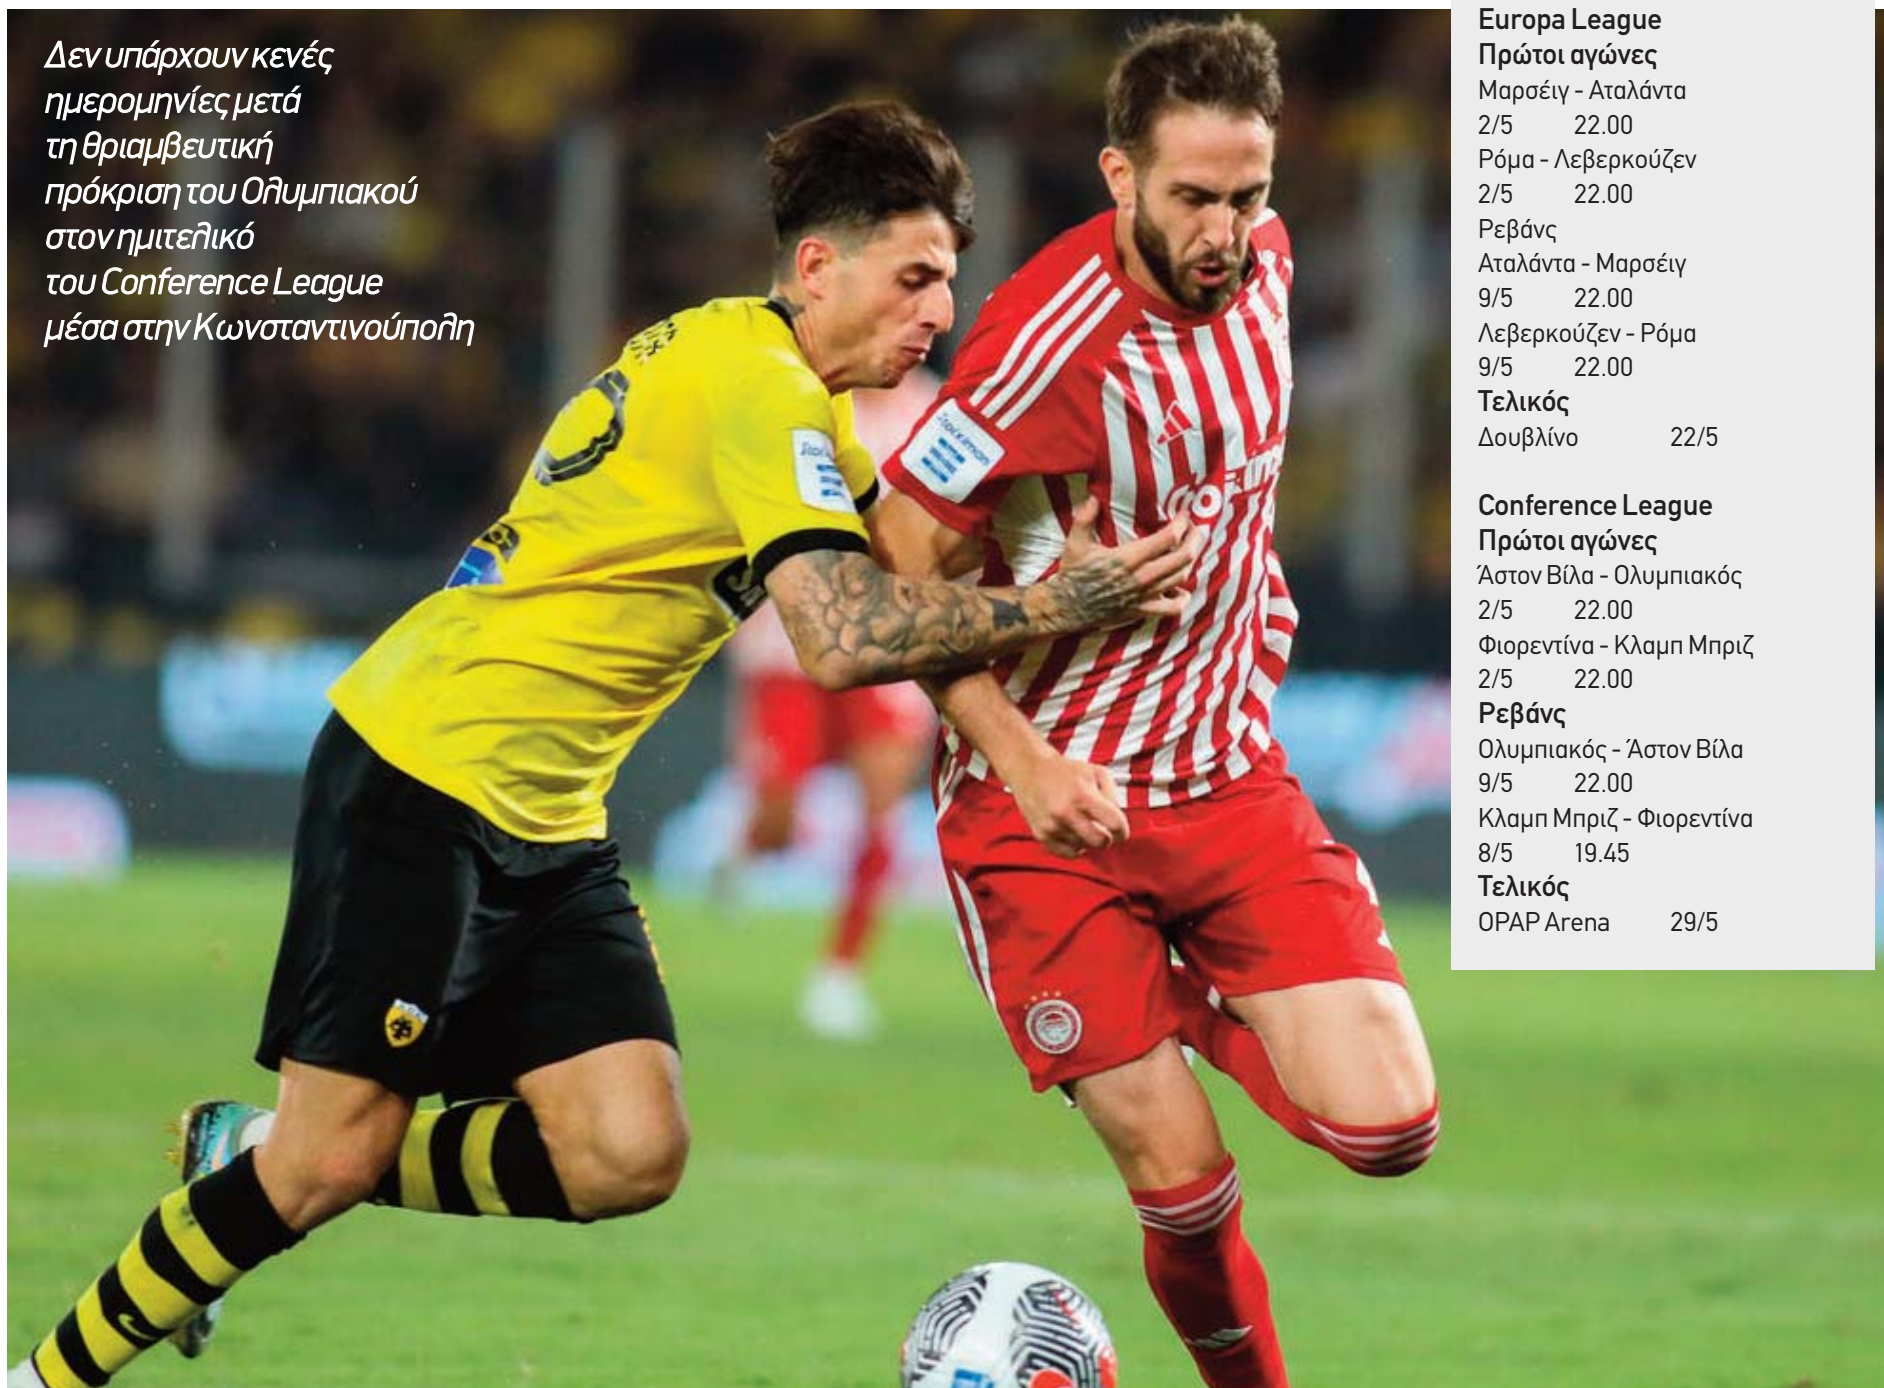 Δεν υπάρχουν κενές
ημερομηνίες μετά
τη θριαμβευτική
πρόκριση του Ολυμπιακού
στον ημιτελικό
του Conference League
μέσα στην Κωνσταντινούπολη
Europa League
Πρώτοι αγώνες
Μαρσέιγ - Αταλάντα
2/5 22.00
Ρόμα - Λεβερκούζεν
2/5 22.00
Ρεβάνς
Αταλάντα - Μαρσέιγ
9/5 22.00
Λεβερκούζεν - Ρόμα
9/5 22.00
Τελικός
Δουβλίνο 22/5
Conference League
Πρώτοι αγώνες
Άστον Βίλα - Ολυμπιακός
2/5 22.00
Φιορεντίνα - Κλαμπ Μπριζ
2/5 22.00
Ρεβάνς
Ολυμπιακός - Άστον Βίλα
9/5 22.00
Κλαμπ Μπριζ - Φιορεντίνα
8/5 19.45
Τελικός
OPAP Arena 29/5
Stoiximan